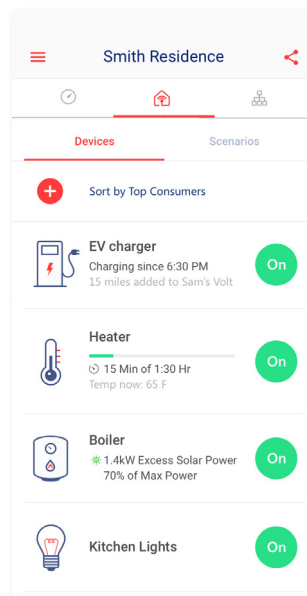 Smith Residence
Devices
Scenarios
Sort by Top Consumers
EV charger
Charging since 6:30 PM
15 miles added to Sam's Volt
On
Heater
15 Min of 1:30 Hr
Temp now: 65 F
On
Boiler
1.4kW Excess Solar Power
70% of Max Power
On
Kitchen Lights
On